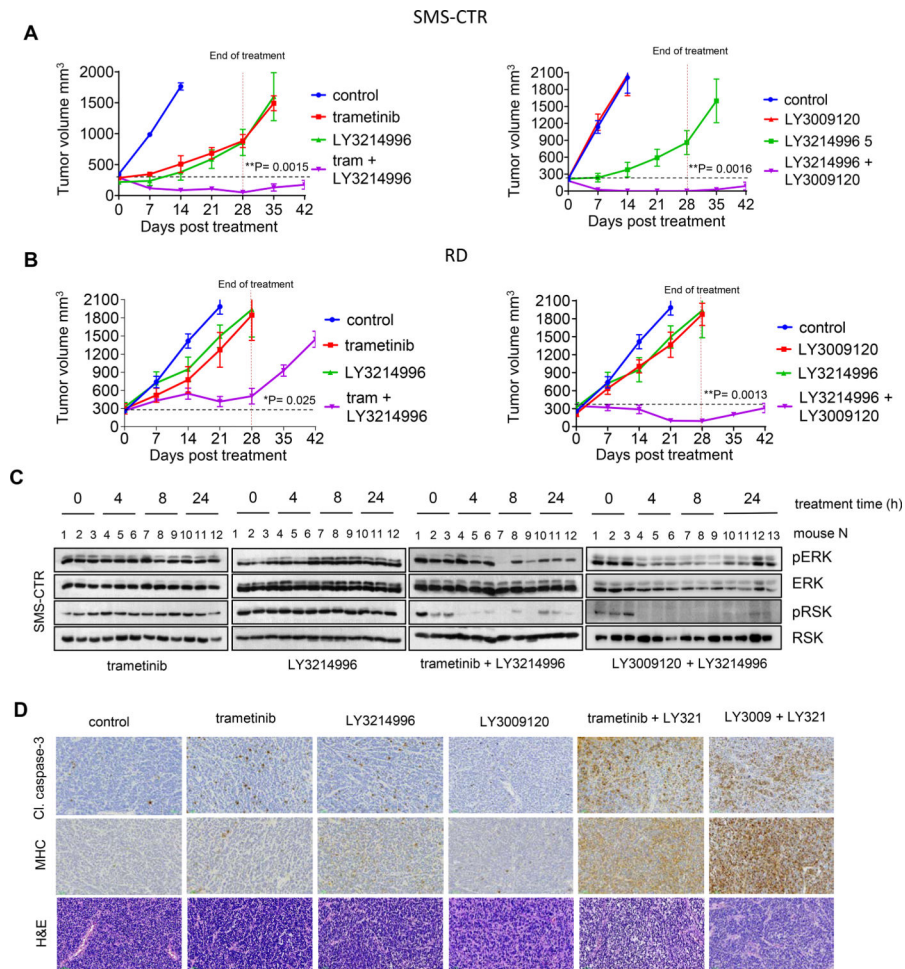 SMS-CTR
A
End of treatment
Tumor volume mm³
2000
1500
1000
500
0
0 7 14 21 28 35 42
Days post treatment
**P= 0.0015
control
trametinib
LY3214996
tram +
LY3214996
End of treatment
Tumor volume mm³
2100
1800
1500
1200
900
600
300
0
0 7 14 21 28 35 42
Days post treatment
**P= 0.0016
control
LY3009120
LY3214996 5
LY3214996 +
LY3009120
B
RD
End of treatment
Tumor volume mm³
2100
1800
1500
1200
900
600
300
0
0 7 14 21 28 35 42
Days post treatment
*P= 0.025
control
trametinib
LY3214996
tram +
LY3214996
End of treatment
Tumor volume mm³
2100
1800
1500
1200
900
600
300
0
0 7 14 21 28 35 42
Days post treatment
**P= 0.0013
control
LY3009120
LY3214996
LY3214996 +
LY3009120
C
0 4 8 24 0 4 8 24 0 4 8 24 0 4 8 24 treatment time (h)
1 2 3 4 5 6 7 8 9 10 11 12 1 2 3 4 5 6 7 8 9 10 11 12 1 2 3 4 5 6 7 8 9 10 11 12 1 2 3 4 5 6 7 8 9 10 11 12 13 mouse N
SMS-CTR
pERK
ERK
pRSK
RSK
trametinib LY3214996 trametinib + LY3214996 LY3009120 + LY3214996
D
control trametinib LY3214996 LY3009120 trametinib + LY321 LY3009 + LY321
Cl. caspase-3
MHC
H&E